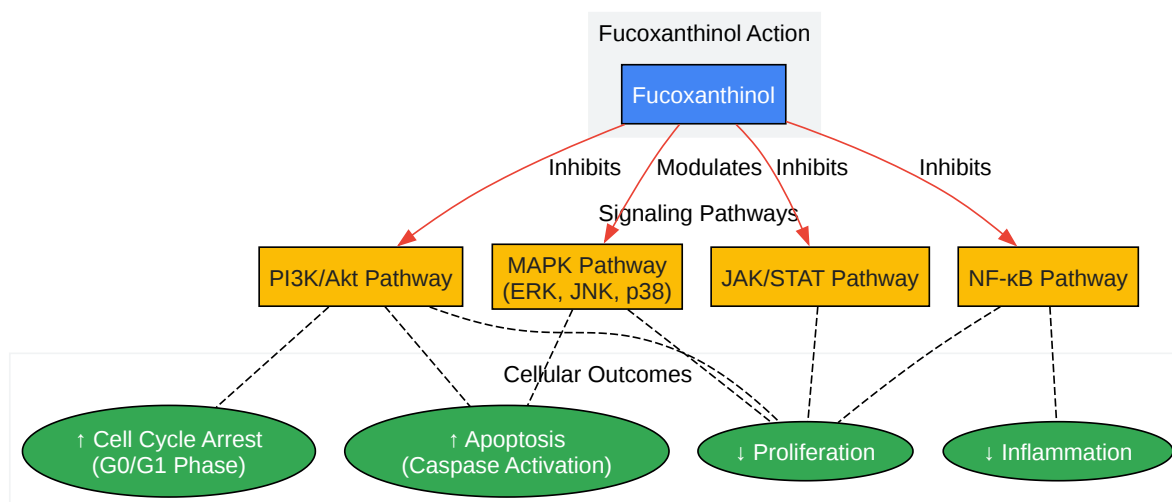 Fucoxanthinol Action
Fucoxanthinol
Inhibits
Modulates
Inhibits
Inhibits
Signaling Pathways
PI3K/Akt Pathway
MAPK Pathway
(ERK, JNK, p38)
JAK/STAT Pathway
NF-κB Pathway
Cellular Outcomes
↑ Cell Cycle Arrest
(G0/G1 Phase)
↑ Apoptosis
(Caspase Activation)
↓ Proliferation
↓ Inflammation